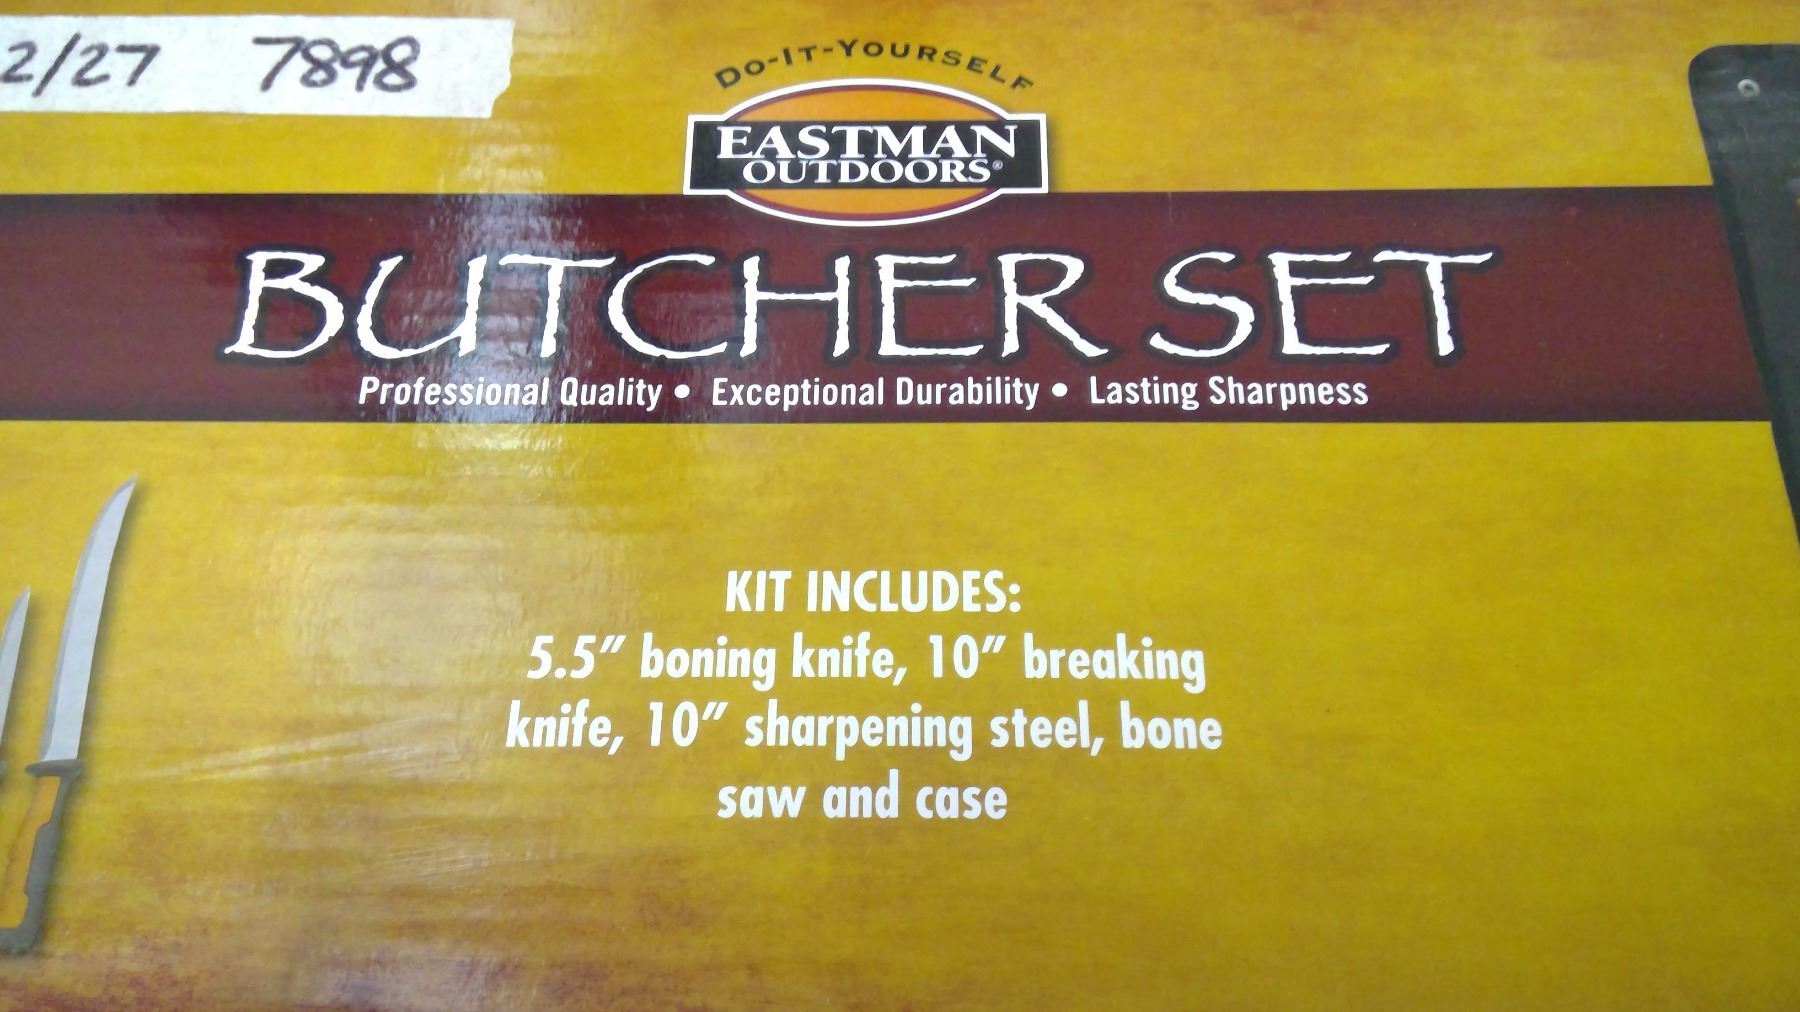 2/27 7898
DO-IT-YOURSELF
EASTMAN
OUTDOORS®
BUTCHER SET
Professional Quality • Exceptional Durability • Lasting Sharpness
KIT INCLUDES:
5.5” boning knife, 10” breaking
knife, 10” sharpening steel, bone
saw and case